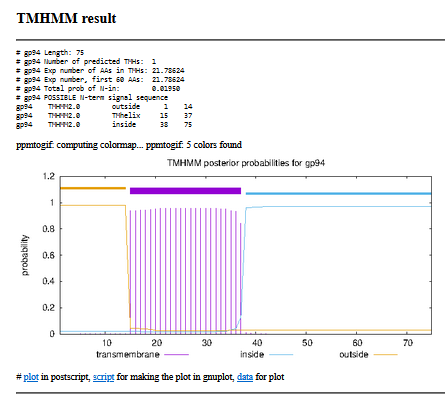 TMHMM result
# gp94 Length: 75
# gp94 Number of predicted TMHs: 1
# gp94 Exp number of AAs in TMHs: 21.78624
# gp94 Exp number, first 60 AAs: 21.78624
# gp94 Total prob of N-in: 0.01950
# gp94 POSSIBLE N-term signal sequence
gp94 TMHMM2.0 outside 1 14
gp94 TMHMM2.0 TMhelix 15 37
gp94 TMHMM2.0 inside 38 75
ppmtogif: computing colormap... ppmtogif: 5 colors found
TMHMM posterior probabilities for gp94
1.2
1
0.8
0.6
0.4
0.2
0
probability
10 20 30 40 50 60 70
transmembrane inside outside
# plot in postscript, script for making the plot in gnuplot, data for plot